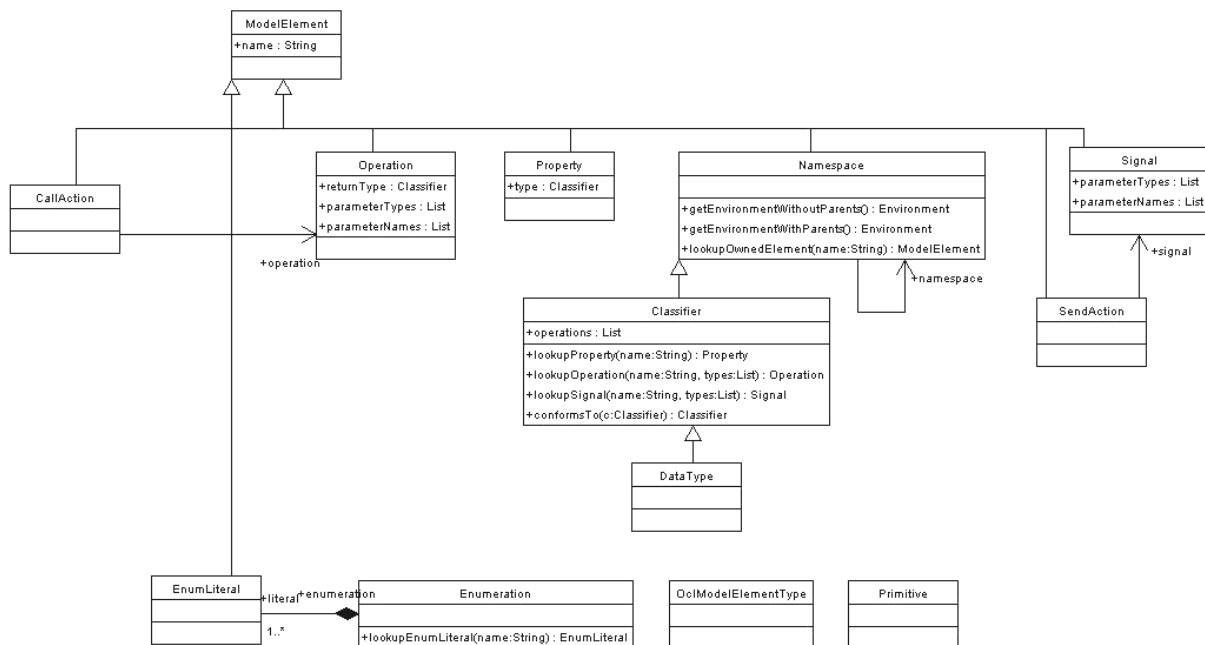 ModelElement
+name : String
Operation
+returnType : Classifier
+parameterTypes : List
+parameterNames : List
Property
+type : Classifier
Namespace
+getEnvironmentWithoutParents() : Environment
+getEnvironmentWithParents() : Environment
+lookupOwnedElement(name:String) : ModelElement
Signal
+parameterTypes : List
+parameterNames : List
CallAction
+operation
+namespace
+signal
Classifier
+operations : List
+lookupProperty(name:String) : Property
+lookupOperation(name:String, types:List) : Operation
+lookupSignal(name:String, types:List) : Signal
+conformsTo(c:Classifier) : Classifier
SendAction
DataType
EnumLiteral
+literal
+enumeration
1..*
Enumeration
+lookupEnumLiteral(name:String) : EnumLiteral
OclModelElementType
Primitive